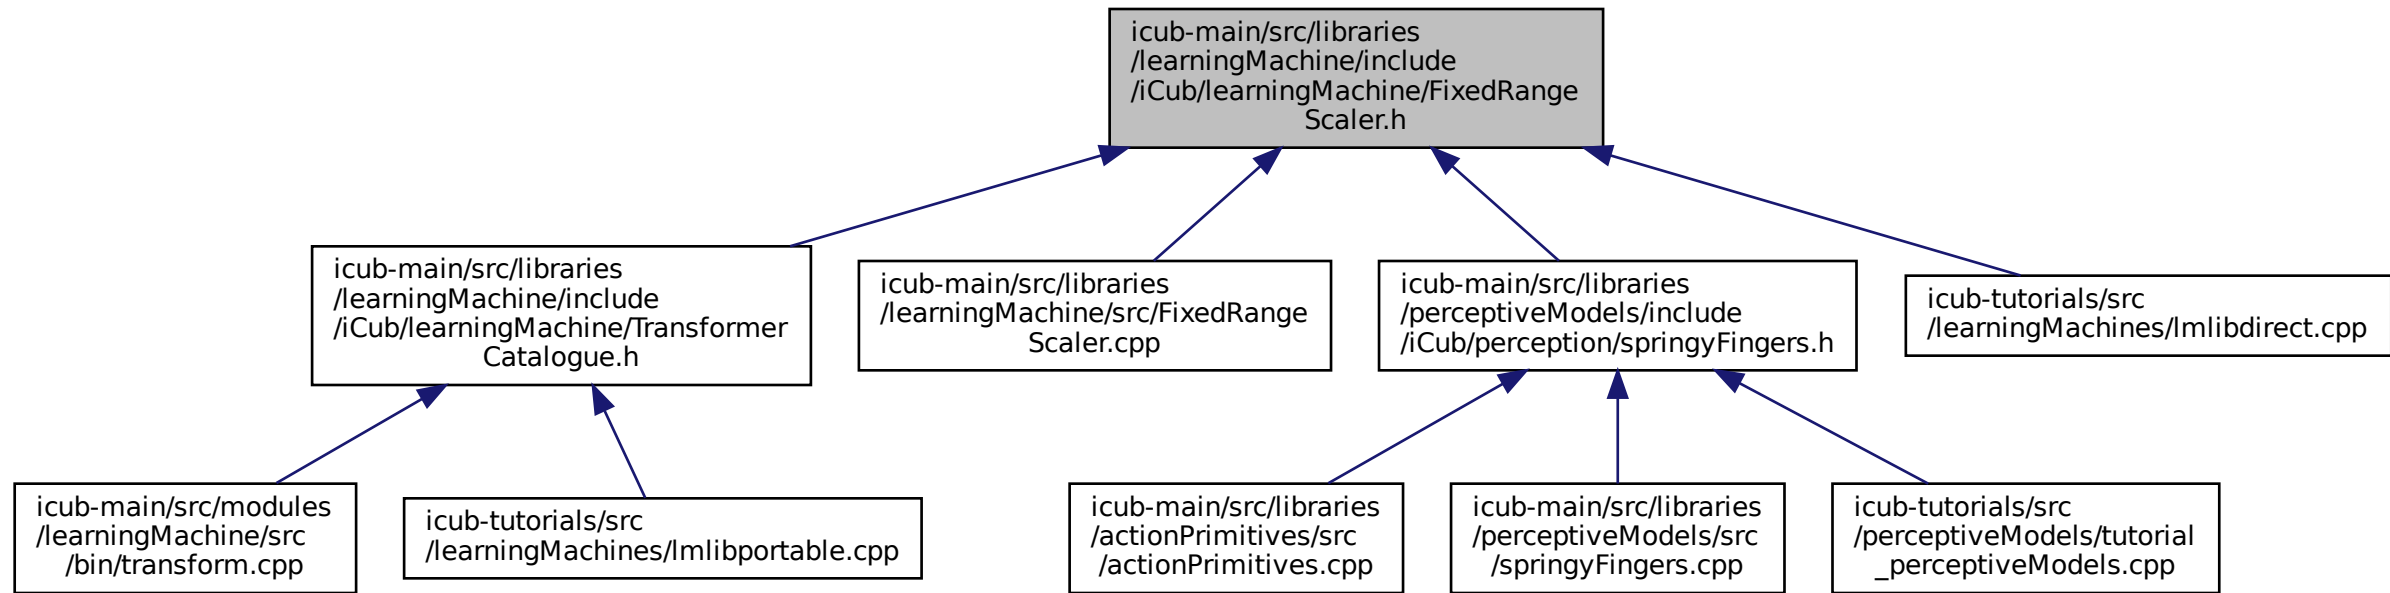 icub-main/src/libraries
/learningMachine/include
/iCub/learningMachine/FixedRange
Scaler.h
icub-main/src/libraries
/learningMachine/include
/iCub/learningMachine/Transformer
Catalogue.h
icub-main/src/libraries
/learningMachine/src/FixedRange
Scaler.cpp
icub-main/src/libraries
/perceptiveModels/include
/iCub/perception/springyFingers.h
icub-tutorials/src
/learningMachines/lmlibdirect.cpp
icub-main/src/modules
/learningMachine/src
/bin/transform.cpp
icub-tutorials/src
/learningMachines/lmlibportable.cpp
icub-main/src/libraries
/actionPrimitives/src
/actionPrimitives.cpp
icub-main/src/libraries
/perceptiveModels/src
/springyFingers.cpp
icub-tutorials/src
/perceptiveModels/tutorial
_perceptiveModels.cpp